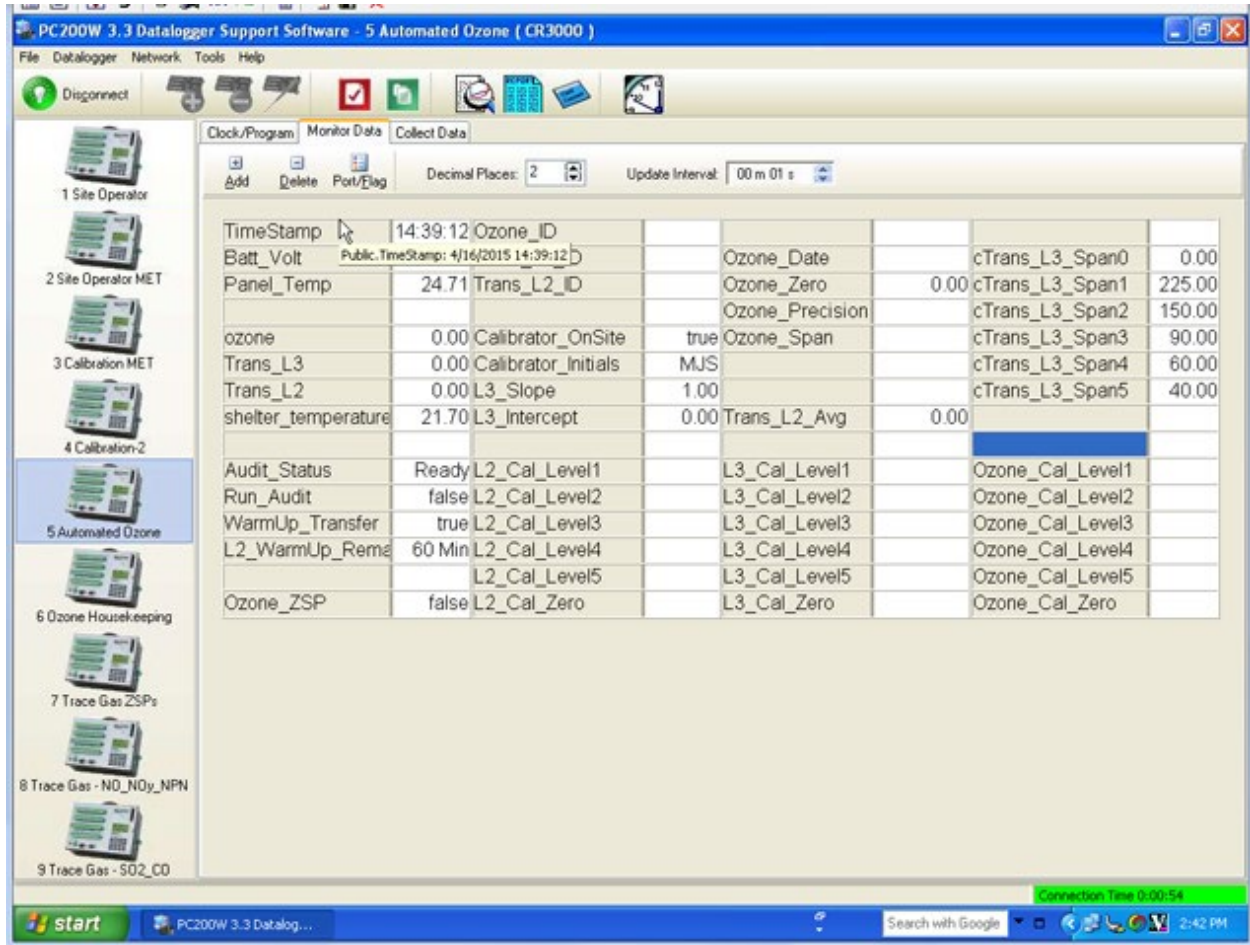 PC200W 3.3 Datalogger Support Software - 5 Automated Ozone ( CR3000 )
File Datalogger Network Tools Help
Disconnect
Clock/Program Monitor Data Collect Data
Add Delete Port/Flag Decimal Places: 2 Update Interval: 00 m 01 s
1 Site Operator
2 Site Operator MET
3 Calibration MET
4 Calibration-2
5 Automated Ozone
6 Ozone Housekeeping
7 Trace Gas ZSPs
8 Trace Gas - NO_NOy_NPN
9 Trace Gas - SO2_CO
TimeStamp 14:39:12 Ozone_ID
Batt_Volt Public.TimeStamp: 4/16/2015 14:39:12 D Ozone_Date cTrans_L3_Span0 0.00
Panel_Temp 24.71 Trans_L2_ID Ozone_Zero 0.00 cTrans_L3_Span1 225.00
Ozone_Precision cTrans_L3_Span2 150.00
ozone 0.00 Calibrator_OnSite true Ozone_Span cTrans_L3_Span3 90.00
Trans_L3 0.00 Calibrator_Initials MJS cTrans_L3_Span4 60.00
Trans_L2 0.00 L3_Slope 1.00 cTrans_L3_Span5 40.00
shelter_temperature 21.70 L3_Intercept 0.00 Trans_L2_Avg 0.00
Audit_Status Ready L2_Cal_Level1 L3_Cal_Level1 Ozone_Cal_Level1
Run_Audit false L2_Cal_Level2 L3_Cal_Level2 Ozone_Cal_Level2
WarmUp_Transfer true L2_Cal_Level3 L3_Cal_Level3 Ozone_Cal_Level3
L2_WarmUp_Rema 60 Min L2_Cal_Level4 L3_Cal_Level4 Ozone_Cal_Level4
L2_Cal_Level5 L3_Cal_Level5 Ozone_Cal_Level5
Ozone_ZSP false L2_Cal_Zero L3_Cal_Zero Ozone_Cal_Zero
Connection Time 0:00:54
start PC200W 3.3 Datalog... Search with Google 2:42 PM